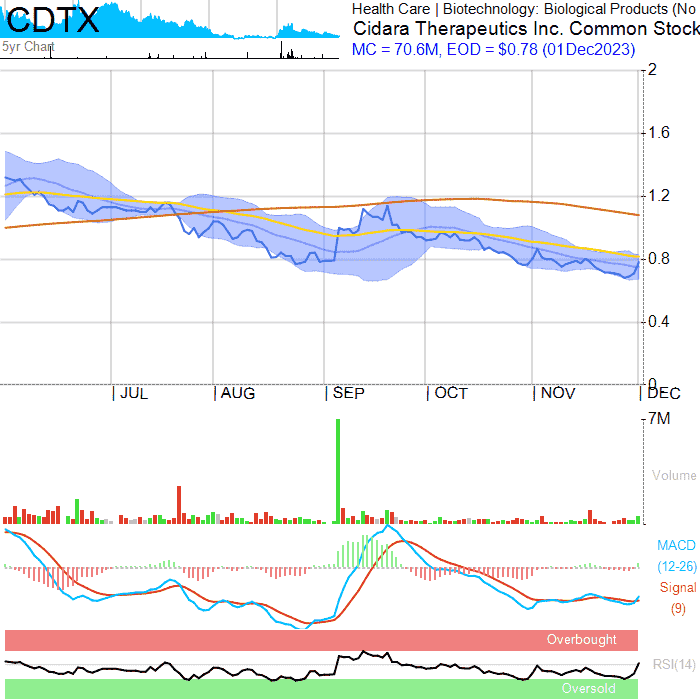 CDTX
Health Care | Biotechnology: Biological Products (No
Cidara Therapeutics Inc. Common Stock
5yr Chart
MC = 70.6M, EOD = $0.78 (01Dec2023)
2
1.6
1.2
0.8
0.4
0
| JUL | AUG | SEP | OCT | NOV | DEC
7M
Volume
MACD
(12-26)
Signal
(9)
Overbought
RSI(14)
Oversold